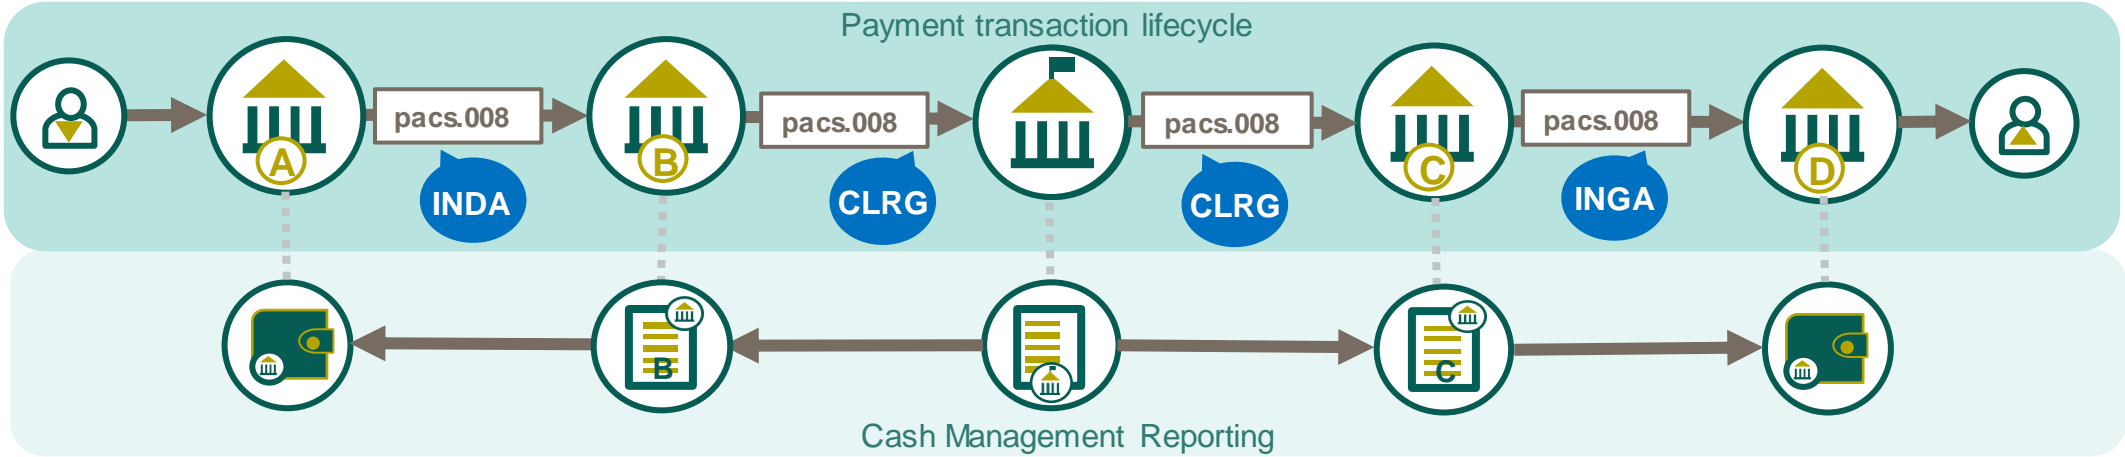 Payment transaction lifecycle
pacs.008
pacs.008
pacs.008
pacs.008
A
B
C
D
INDA
CLRG
CLRG
INGA
B
C
Cash Management Reporting